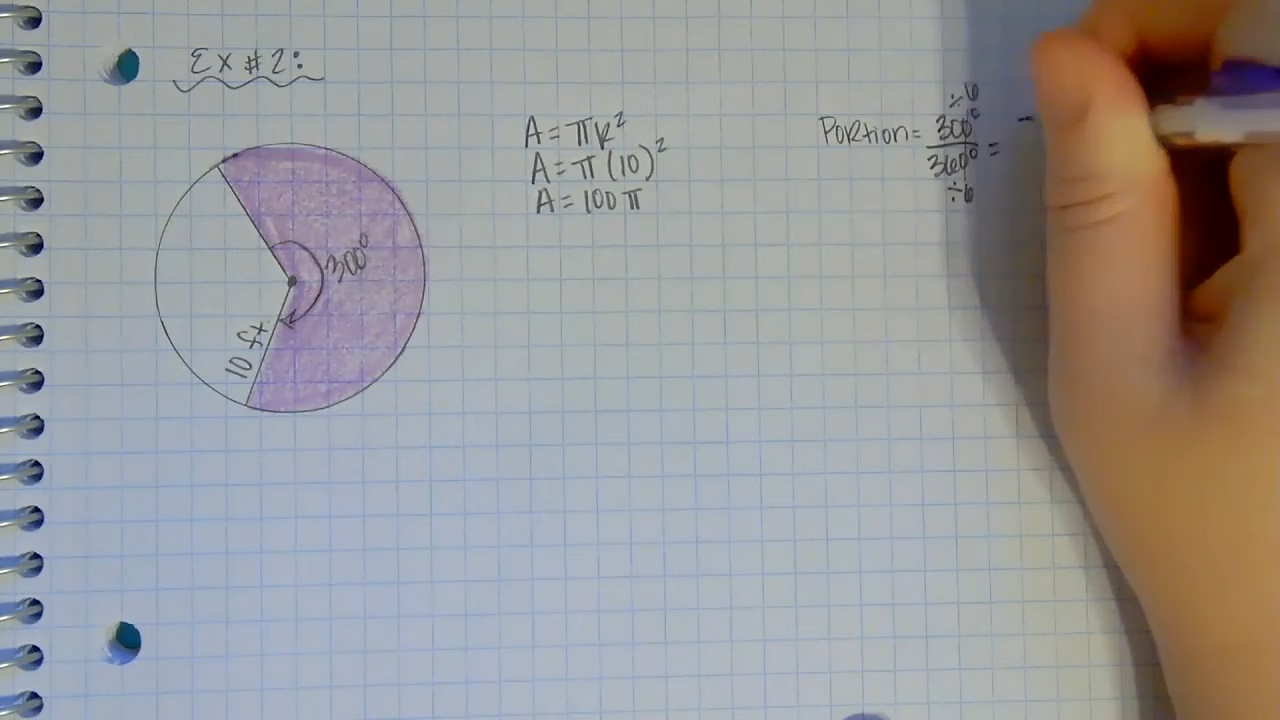 Ex #2:
A = πr²
A = π(10)²
A = 100π
÷6
Portion = 300° / 360° =
÷6
300°
10 ft